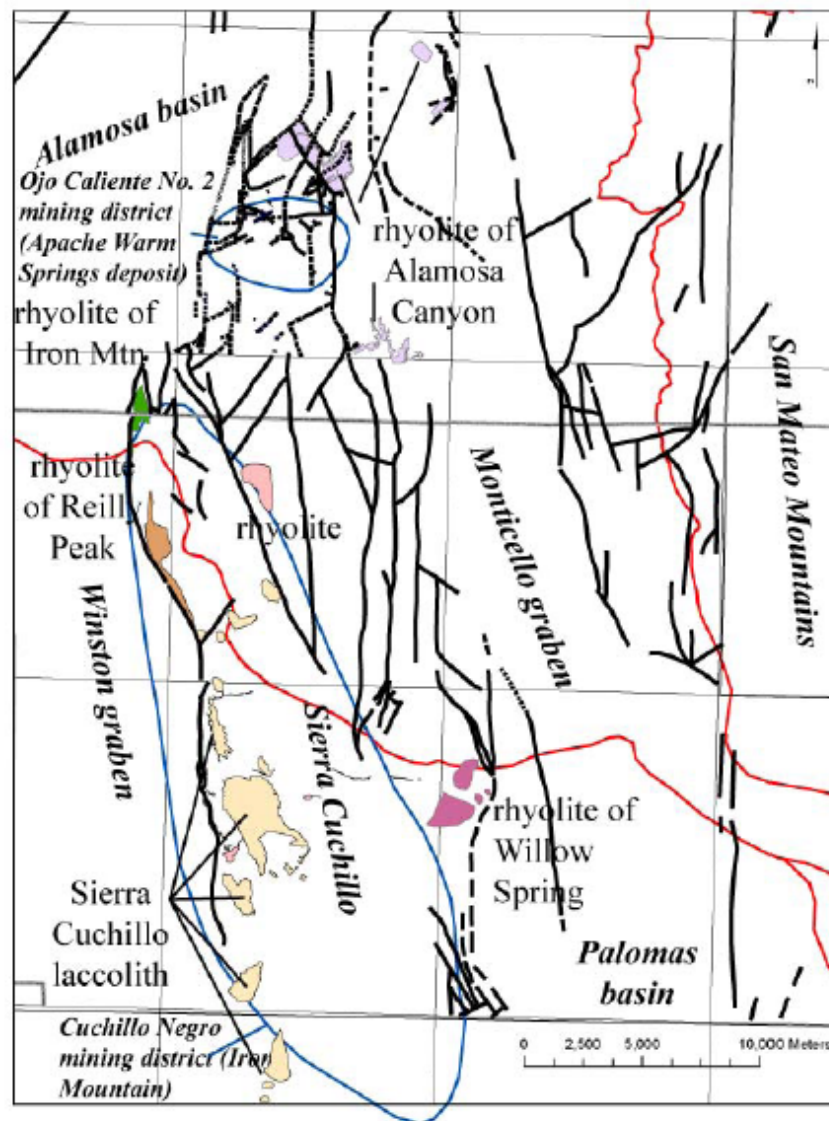 Alamosa basin
Ojo Caliente No. 2
mining district
(Apache Warm
Springs deposit)
rhyolite of
Alamosa
Canyon
rhyolite of
Iron Mtn
San Mateo Mountains
rhyolite
of Reilly
Peak
rhyolite
Monticello graben
Winston graben
Sierra Cuchillo
rhyolite of
Willow
Spring
Sierra
Cuchillo
laccolith
Palomas
basin
Cuchillo Negro
mining district (Iron
Mountain)
0 2,500 5,000 10,000 Meters